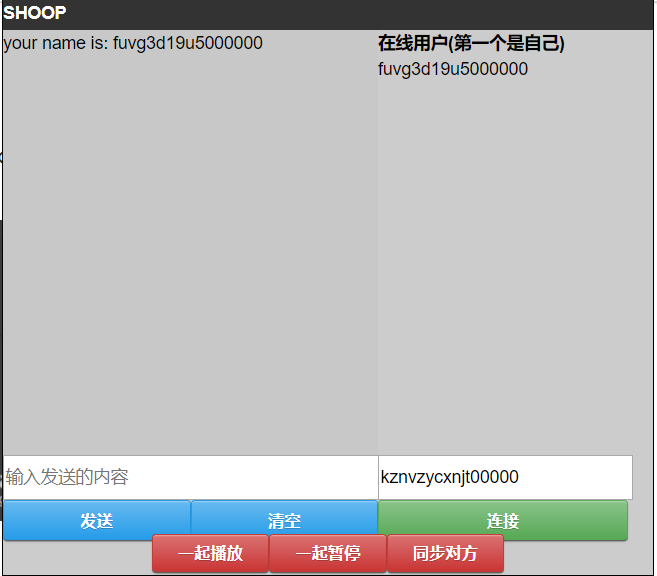 SHOOP
your name is: fuvg3d19u5000000
在线用户(第一个是自己)
fuvg3d19u5000000
输入发送的内容
kznvzycxnjt00000
发送
清空
连接
一起播放
一起暂停
同步对方